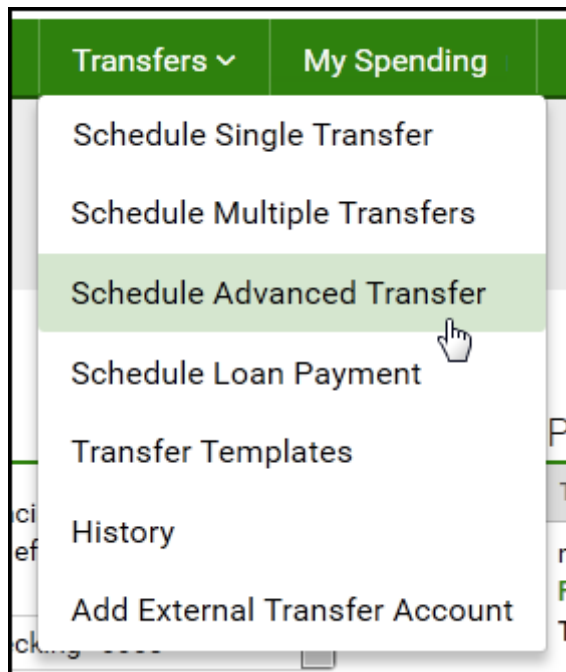 Transfers
My Spending
Schedule Single Transfer
Schedule Multiple Transfers
Schedule Advanced Transfer
Schedule Loan Payment
Transfer Templates
History
Add External Transfer Account